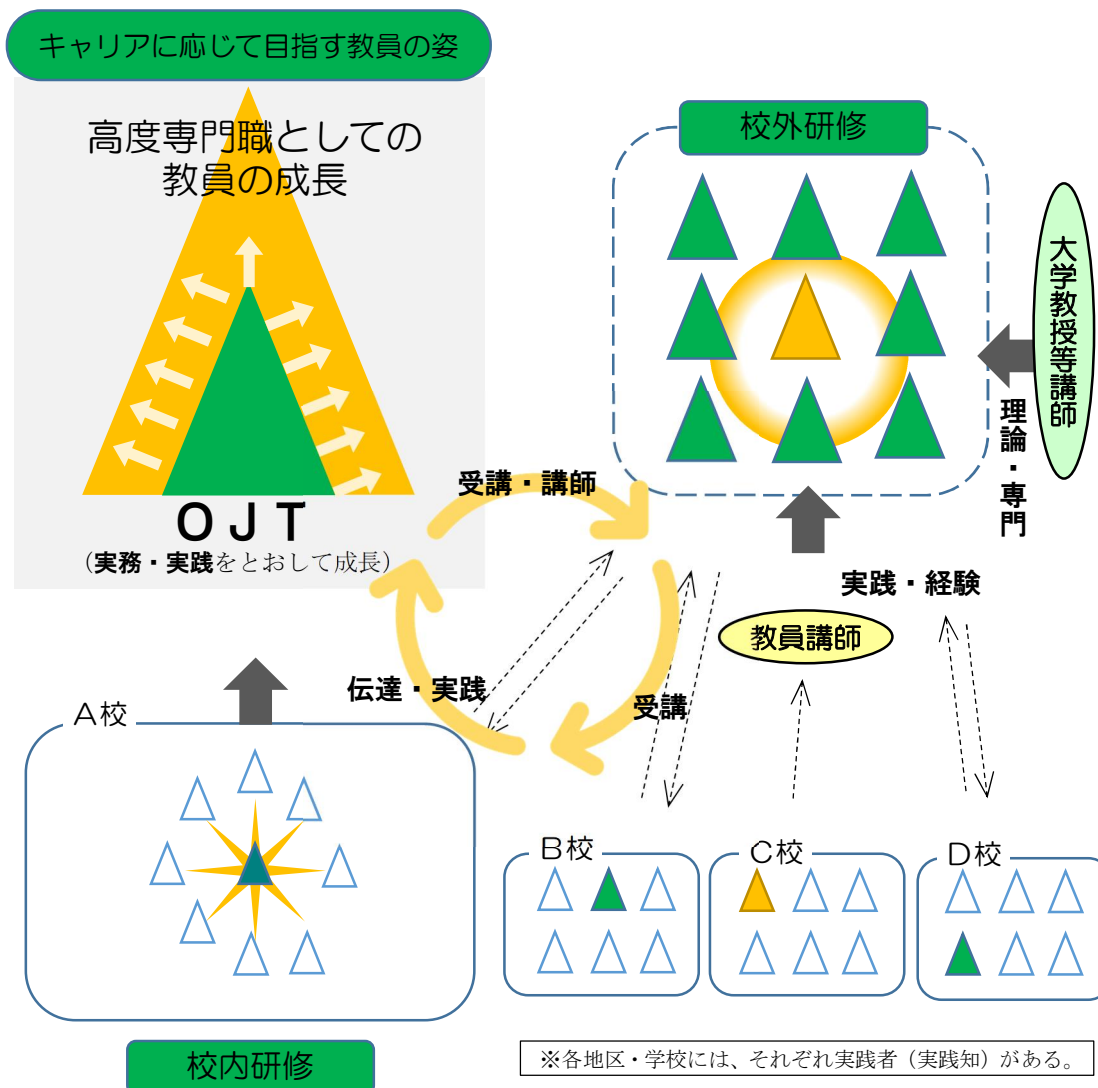 キャリアに応じて目指す教員の姿
高度専門職としての
教員の成長
OJT
（実務・実践をとおして成長）
校外研修
大学教授等講師
理論・専門
受講・講師
実践・経験
教員講師
伝達・実践
受講
A校
B校
C校
D校
校内研修
※各地区・学校には、それぞれ実践者（実践知）がある。